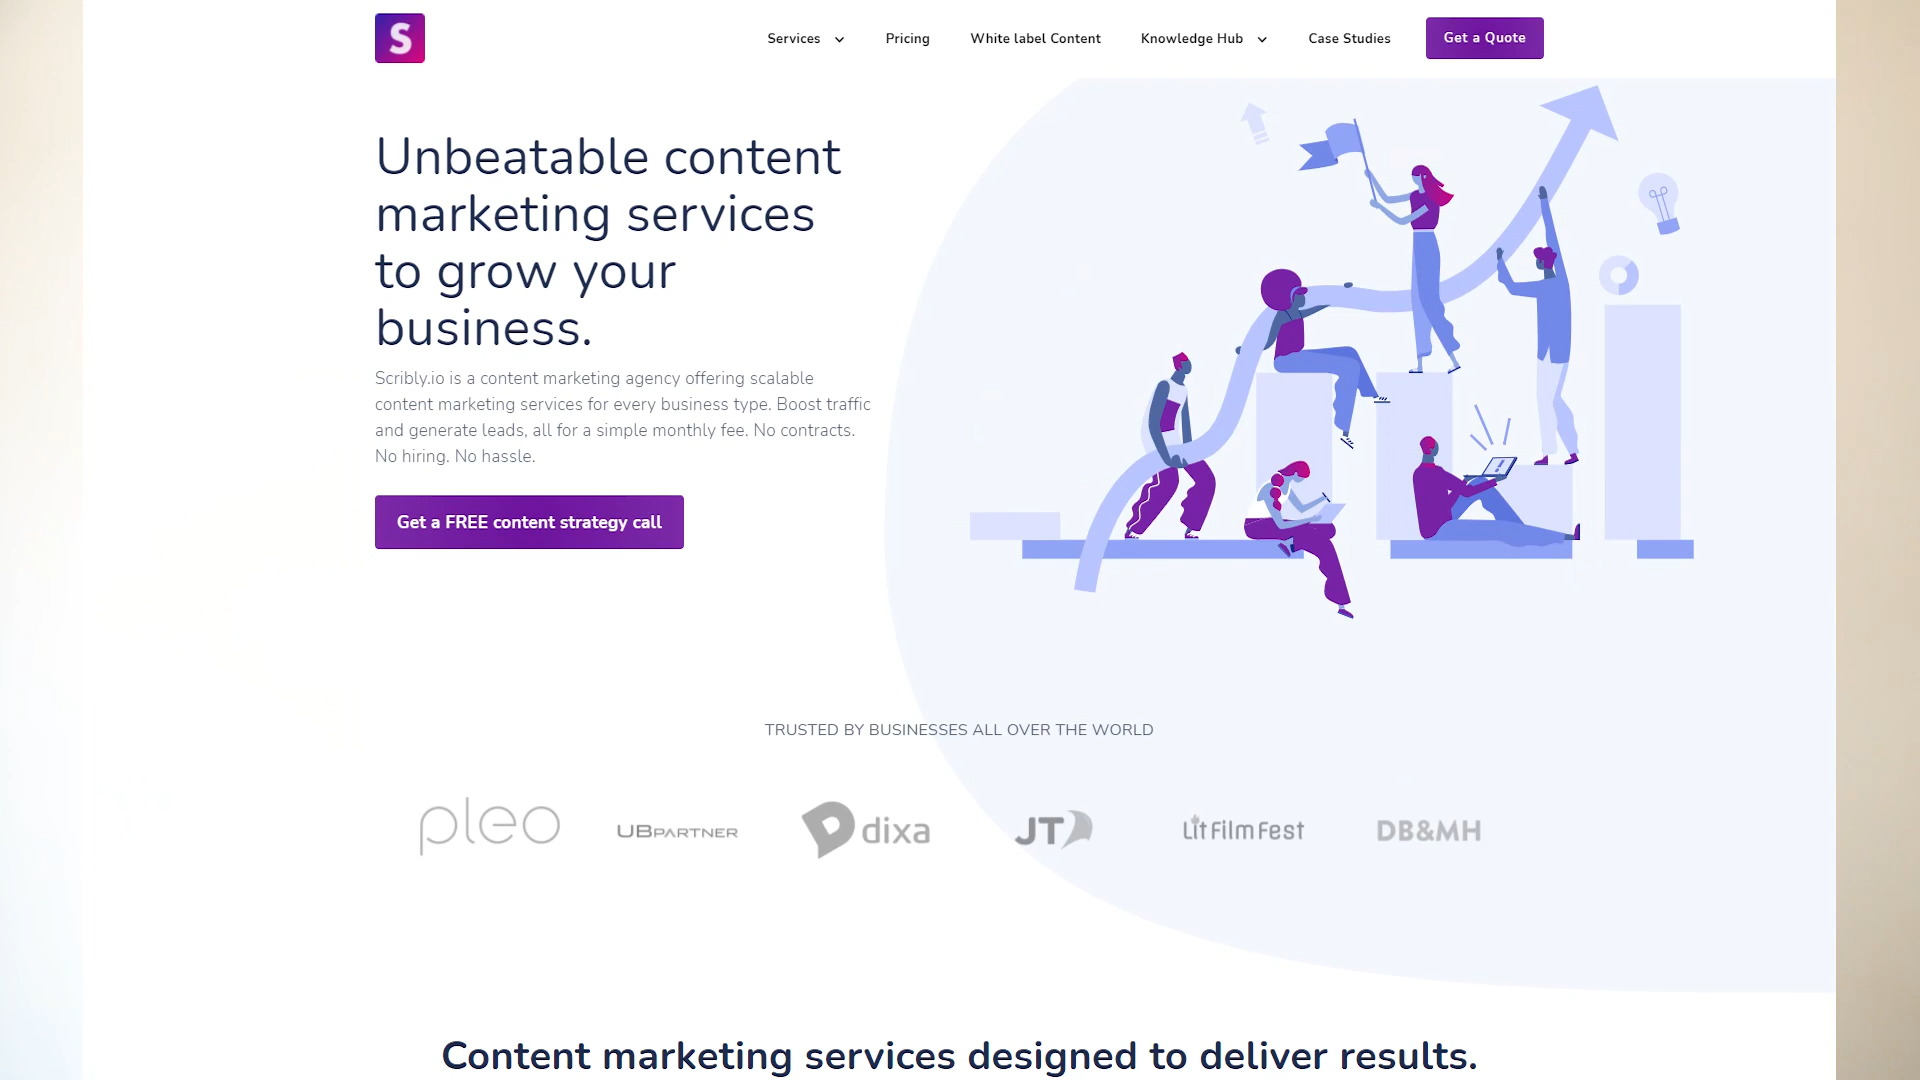 S
Services
Pricing
White label Content
Knowledge Hub
Case Studies
Get a Quote
Unbeatable content
marketing services
to grow your
business.
Scribly.io is a content marketing agency offering scalable
content marketing services for every business type. Boost traffic
and generate leads, all for a simple monthly fee. No contracts.
No hiring. No hassle.
Get a FREE content strategy call
TRUSTED BY BUSINESSES ALL OVER THE WORLD
pleo
UBPARTNER
dixa
JT
Lit Film Fest
DB&MH
Content marketing services designed to deliver results.